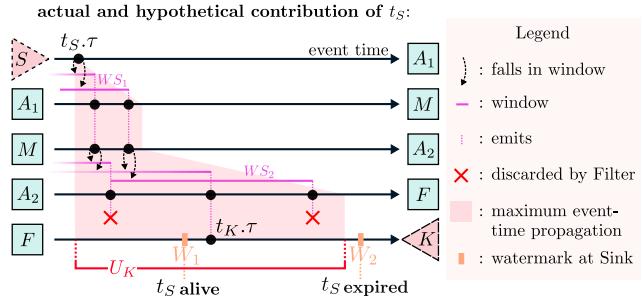 actual and hypothetical contribution of t_S:
t_S.τ
S
event time
A_1
WS_1
A_1
M
M
A_2
WS_2
A_2
F
F
t_K.τ
K
W_1
W_2
U_K
t_S alive
t_S expired
Legend
: falls in window
: window
: emits
: discarded by Filter
: maximum event-
time propagation
: watermark at Sink